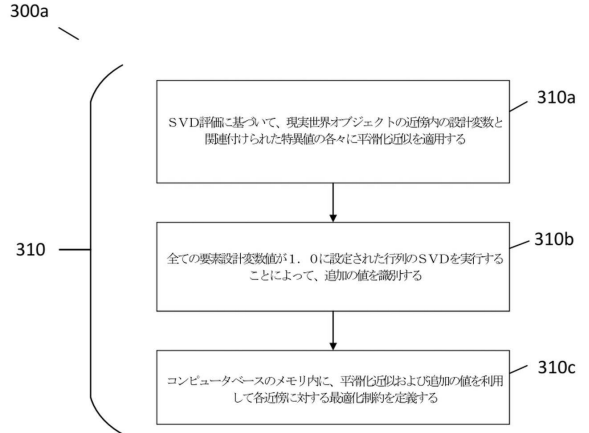 300a
310a
SVD評価に基づいて、現実世界オブジェクトの近傍内の設計変数と
関連付けられた特異値の各々に平滑化近似を適用する
310
310b
全ての要素設計変数値が1．0に設定された行列のSVDを実行する
ことによって、追加の値を識別する
310c
コンピュータベースのメモリ内に、平滑化近似および追加の値を利用
して各近傍に対する最適化制約を定義する